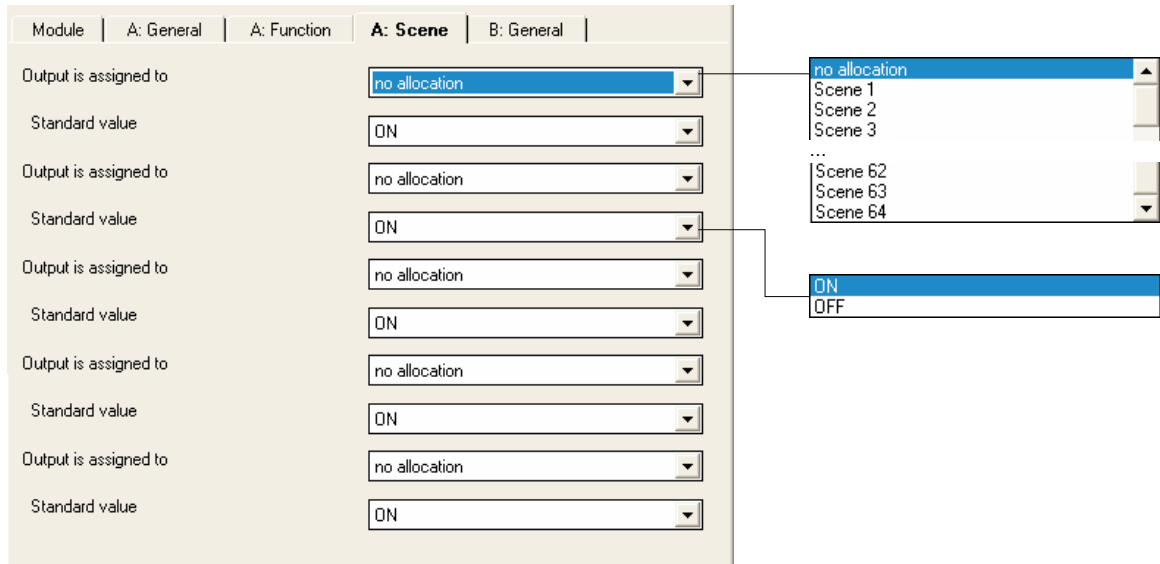 Module A: General A: Function A: Scene B: General
Output is assigned to no allocation
Standard value ON
Output is assigned to no allocation
Standard value ON
Output is assigned to no allocation
Standard value ON
Output is assigned to no allocation
Standard value ON
Output is assigned to no allocation
Standard value ON
no allocation
Scene 1
Scene 2
Scene 3
...
Scene 62
Scene 63
Scene 64
ON
OFF